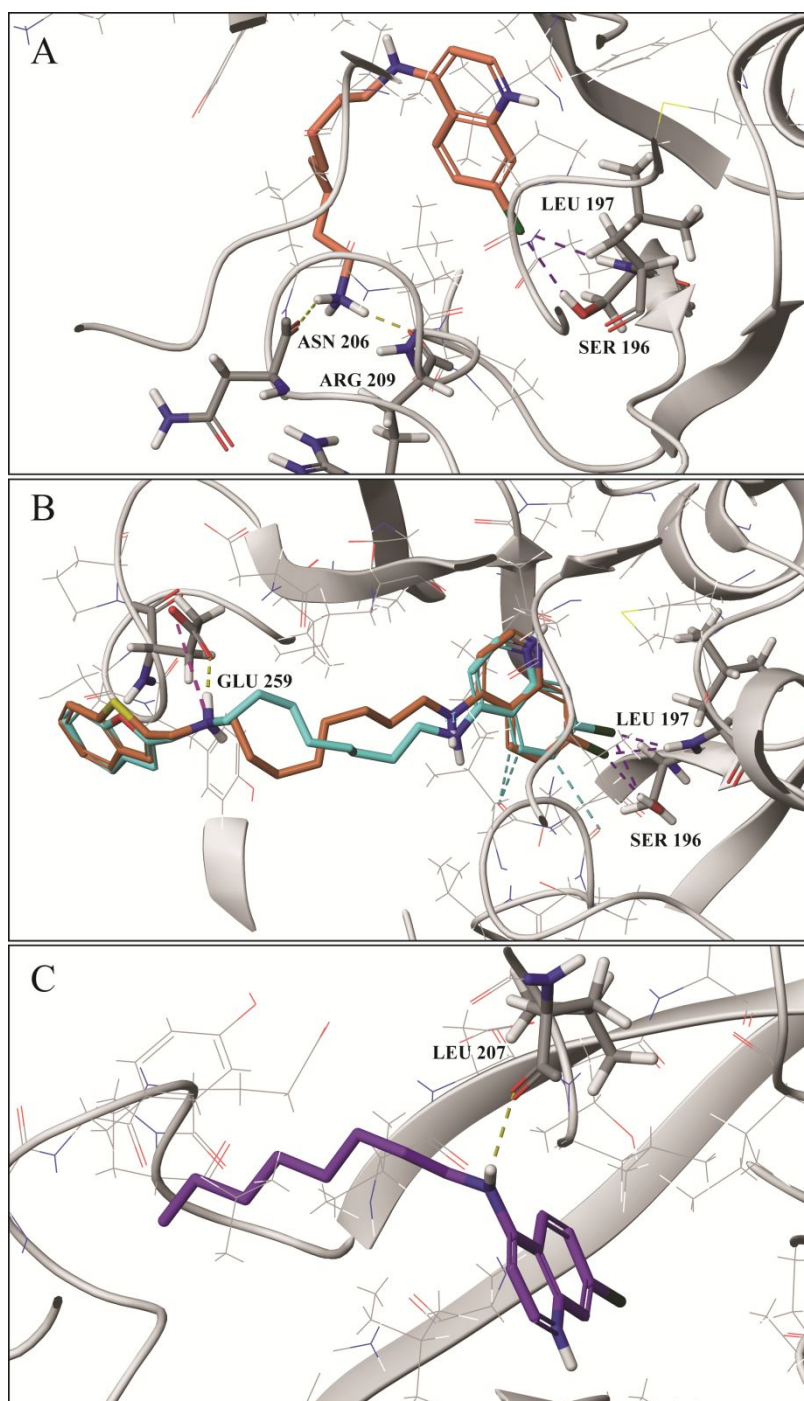 A
LEU 197
ASN 206
SER 196
ARG 209
B
GLU 259
LEU 197
SER 196
C
LEU 207